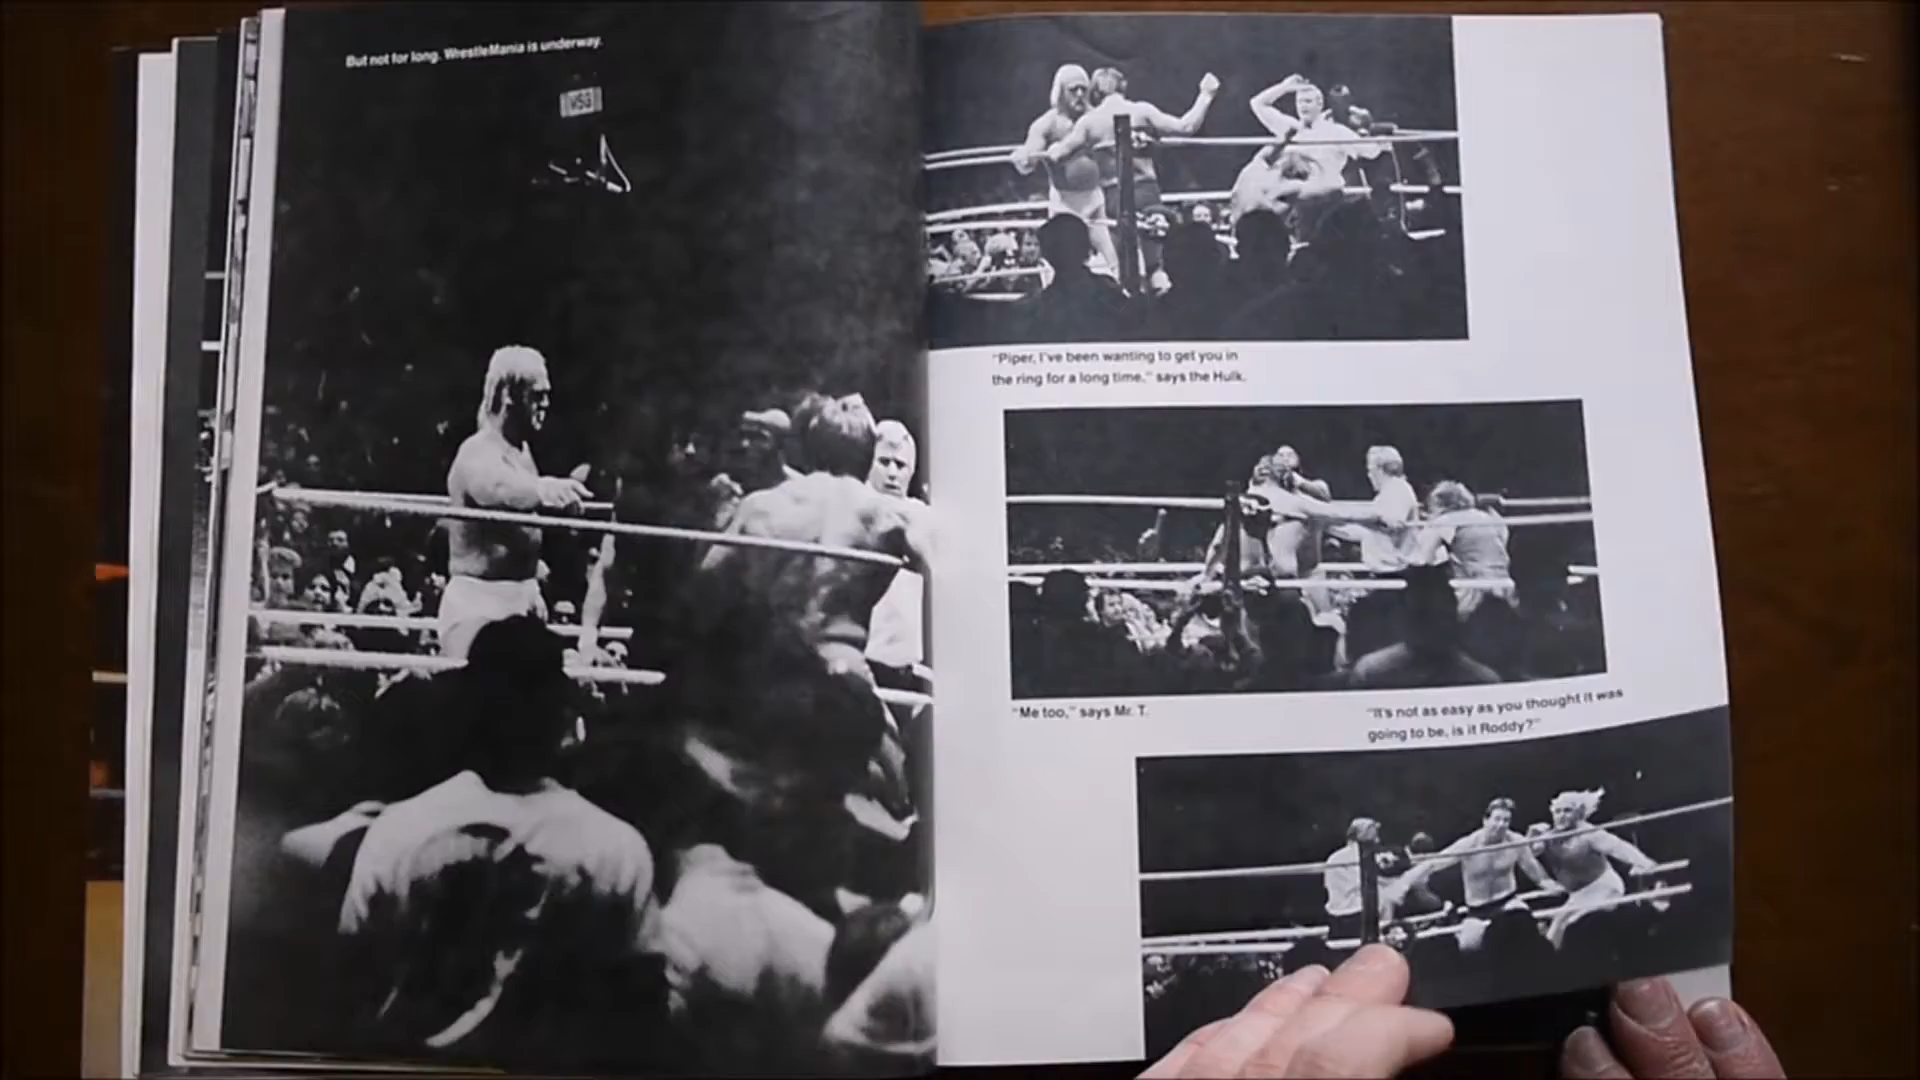 But not for long. WrestleMania is underway.
MSG
"Piper, I've been wanting to get you in
the ring for a long time," says the Hulk.
"Me too," says Mr. T.
"It's not as easy as you thought it was
going to be, is it Roddy?"